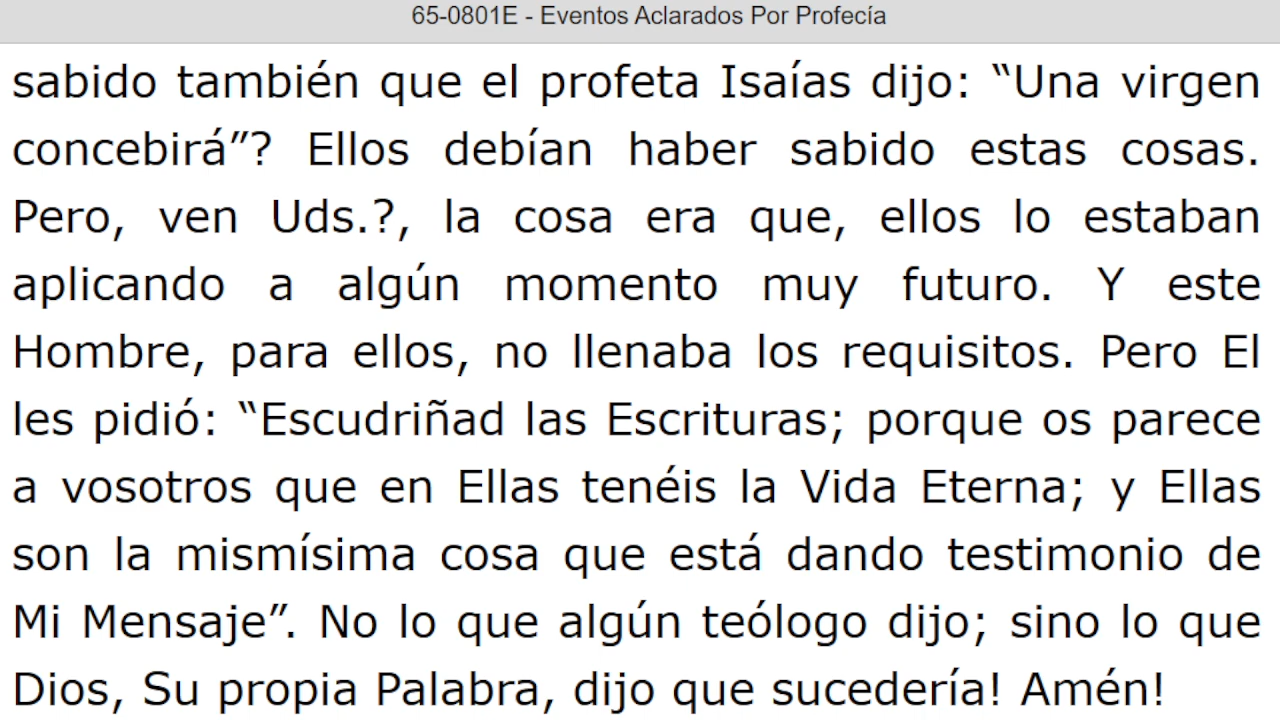 65-0801E - Eventos Aclarados Por Profecía
sabido también que el profeta Isaías dijo: “Una virgen
concebirá”? Ellos debían haber sabido estas cosas.
Pero, ven Uds.?, la cosa era que, ellos lo estaban
aplicando a algún momento muy futuro. Y este
Hombre, para ellos, no llenaba los requisitos. Pero El
les pidió: “Escudriñad las Escrituras; porque os parece
a vosotros que en Ellas tenéis la Vida Eterna; y Ellas
son la mismísima cosa que está dando testimonio de
Mi Mensaje”. No lo que algún teólogo dijo; sino lo que
Dios, Su propia Palabra, dijo que sucedería! Amén!